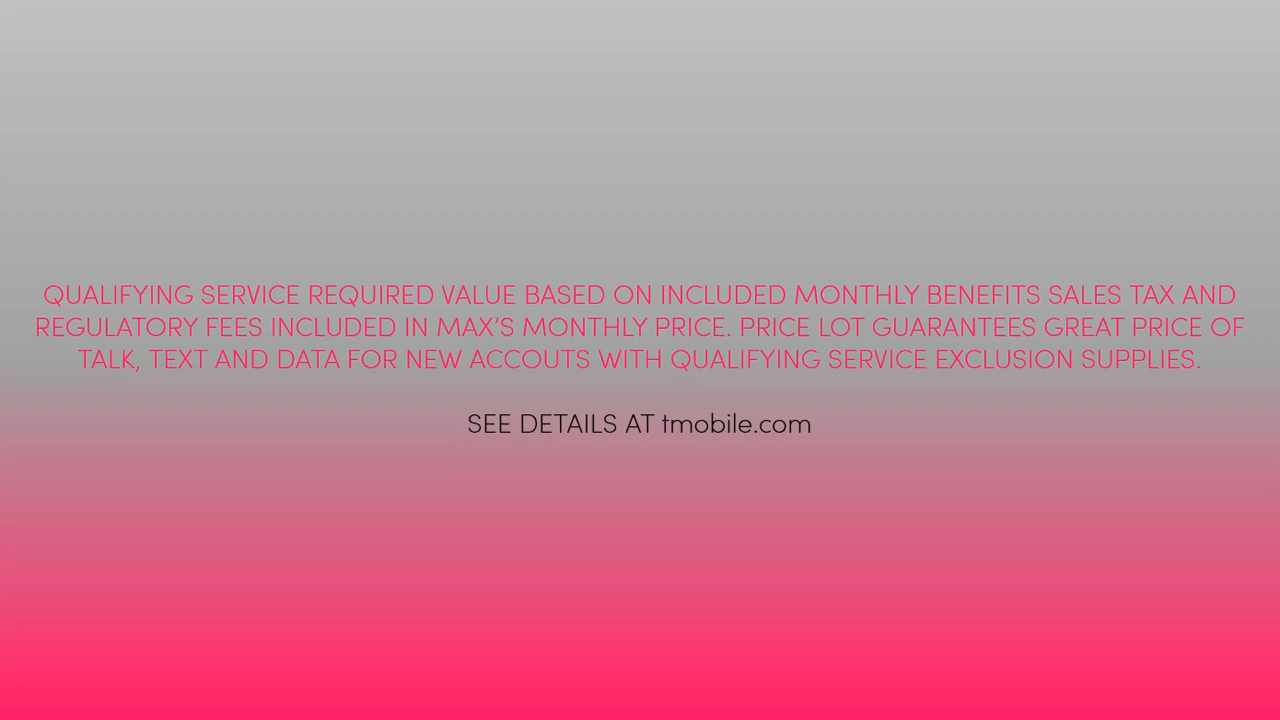 QUALIFYING SERVICE REQUIRED VALUE BASED ON INCLUDED MONTHLY BENEFITS SALES TAX AND
REGULATORY FEES INCLUDED IN MAX'S MONTHLY PRICE. PRICE LOT GUARANTEES GREAT PRICE OF
TALK, TEXT AND DATA FOR NEW ACCOUTS WITH QUALIFYING SERVICE EXCLUSION SUPPLIES.
SEE DETAILS AT tmobile.com